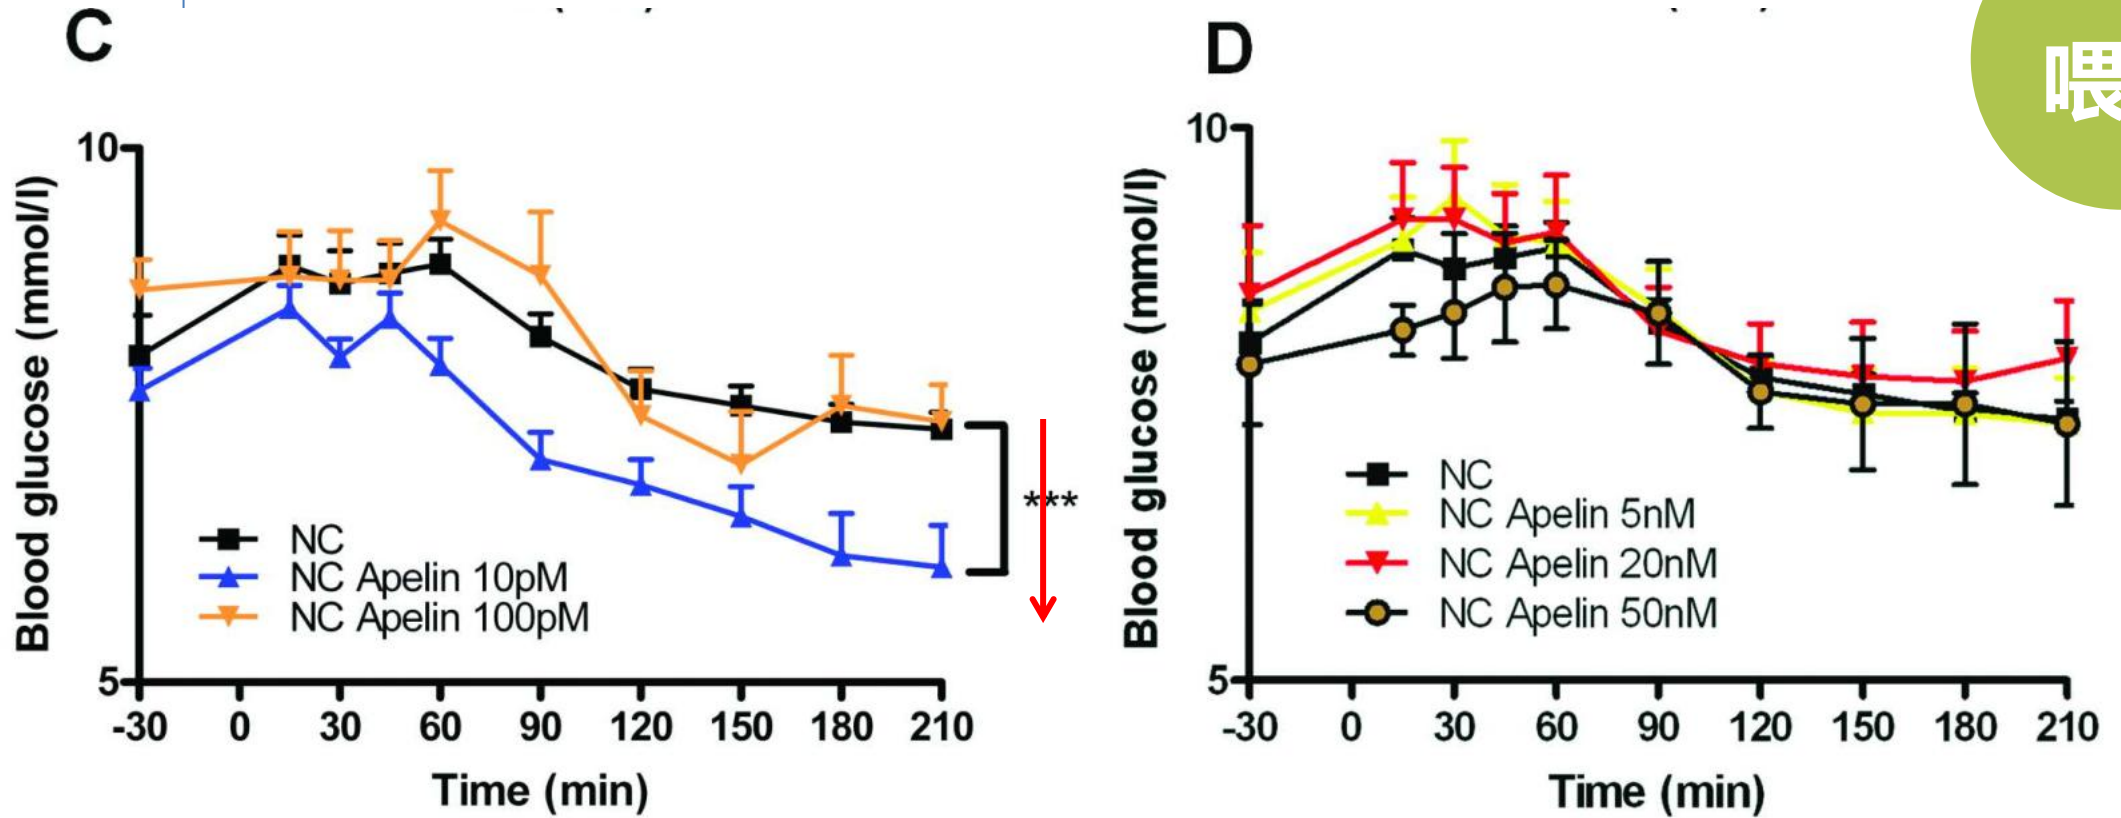 C
D
喂
10
5
Blood glucose (mmol/l)
NC
NC Apelin 10pM
NC Apelin 100pM
***
-30 0 30 60 90 120 150 180 210
Time (min)
10
5
Blood glucose (mmol/l)
NC
NC Apelin 5nM
NC Apelin 20nM
NC Apelin 50nM
-30 0 30 60 90 120 150 180 210
Time (min)